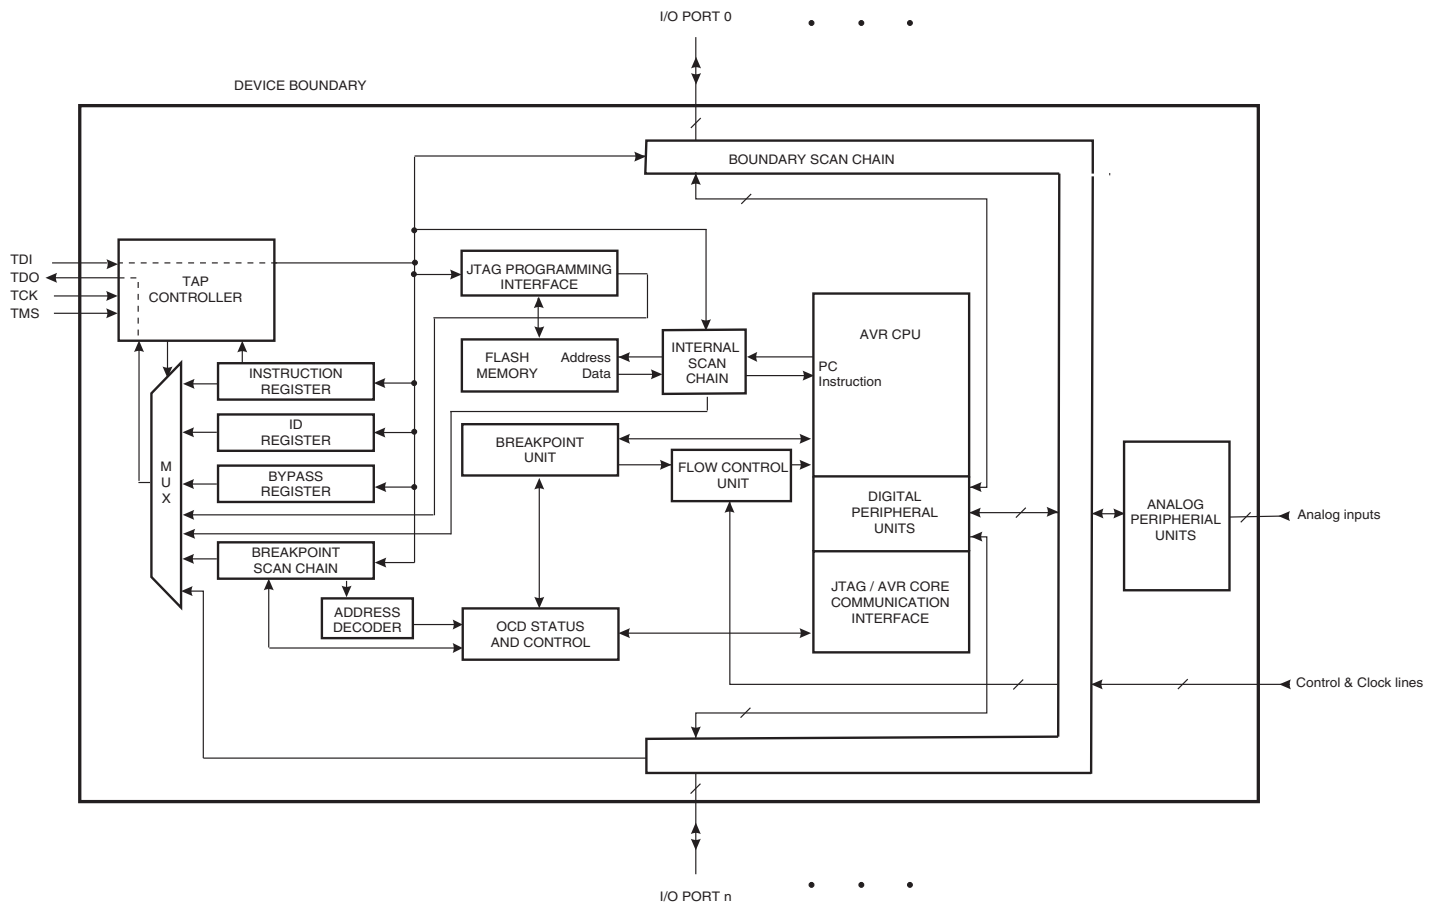 I/O PORT 0
DEVICE BOUNDARY
BOUNDARY SCAN CHAIN
TDI
TDO
TCK
TMS
TAP
CONTROLLER
JTAG PROGRAMMING
INTERFACE
FLASH
MEMORY
Address
Data
INTERNAL
SCAN
CHAIN
AVR CPU
PC
Instruction
INSTRUCTION
REGISTER
ID
REGISTER
BYPASS
REGISTER
M
U
X
BREAKPOINT
UNIT
FLOW CONTROL
UNIT
DIGITAL
PERIPHERAL
UNITS
ANALOG
PERIPHERIAL
UNITS
Analog inputs
BREAKPOINT
SCAN CHAIN
ADDRESS
DECODER
OCD STATUS
AND CONTROL
JTAG / AVR CORE
COMMUNICATION
INTERFACE
Control & Clock lines
I/O PORT n